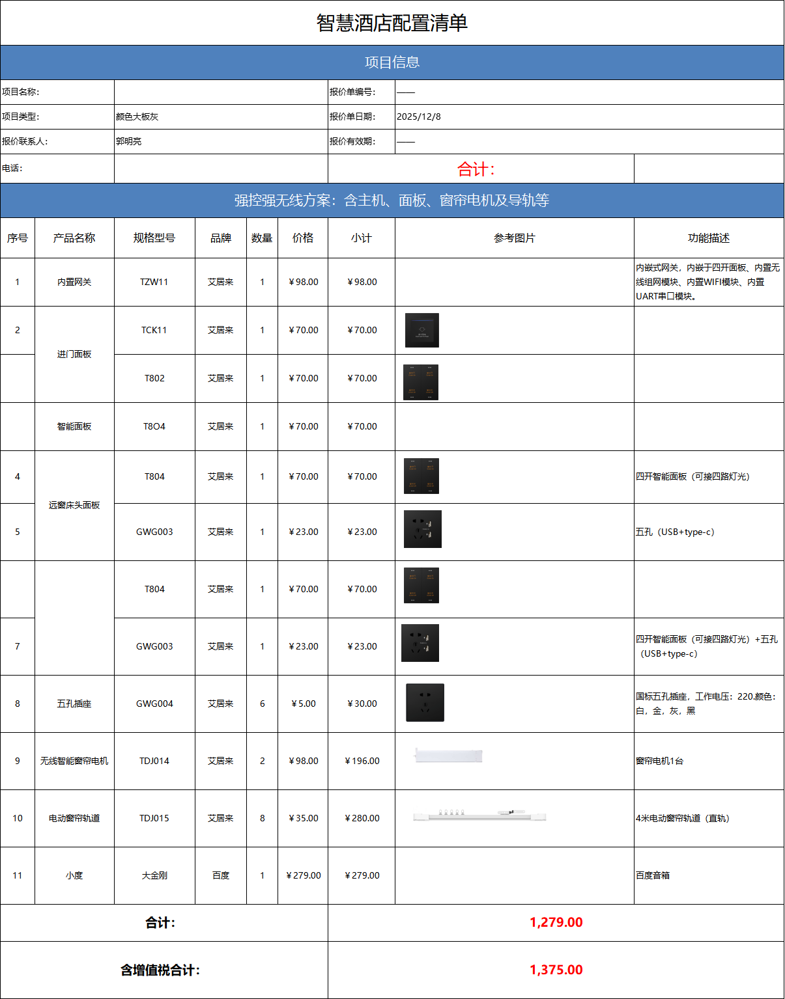 智慧酒店配置清单
项目信息
项目名称： 报价单编号： ——
项目类型： 颜色大板灰 报价单日期： 2025/12/8
报价联系人： 郭明亮 报价有效期： ——
电话： 合计：
强控强无线方案：含主机、面板、窗帘电机及导轨等
序号 产品名称 规格型号 品牌 数量 价格 小计 参考图片 功能描述
1 内置网关 TZW11 艾居来 1 ￥98.00 ￥98.00 内嵌式网关，内嵌于四开面板、内置无
线组网模块、内置WIFI模块、内置
UART串口模块。
2 进门面板 TCK11 艾居来 1 ￥70.00 ￥70.00
T802 艾居来 1 ￥70.00 ￥70.00
智能面板 T8O4 艾居来 1 ￥70.00 ￥70.00
4 远窗床头面板 T804 艾居来 1 ￥70.00 ￥70.00 四开智能面板（可接四路灯光）
5 GWG003 艾居来 1 ￥23.00 ￥23.00 五孔（USB+type-c）
T804 艾居来 1 ￥70.00 ￥70.00
7 GWG003 艾居来 1 ￥23.00 ￥23.00 四开智能面板（可接四路灯光）+五孔
（USB+type-c）
8 五孔插座 GWG004 艾居来 6 ￥5.00 ￥30.00 国标五孔插座，工作电压：220.颜色：
白，金，灰，黑
9 无线智能窗帘电机 TDJ014 艾居来 2 ￥98.00 ￥196.00 窗帘电机1台
10 电动窗帘轨道 TDJ015 艾居来 8 ￥35.00 ￥280.00 4米电动窗帘轨道（直轨）
11 小度 大金刚 百度 1 ￥279.00 ￥279.00 百度音箱
合计： 1,279.00
含增值税合计： 1,375.00